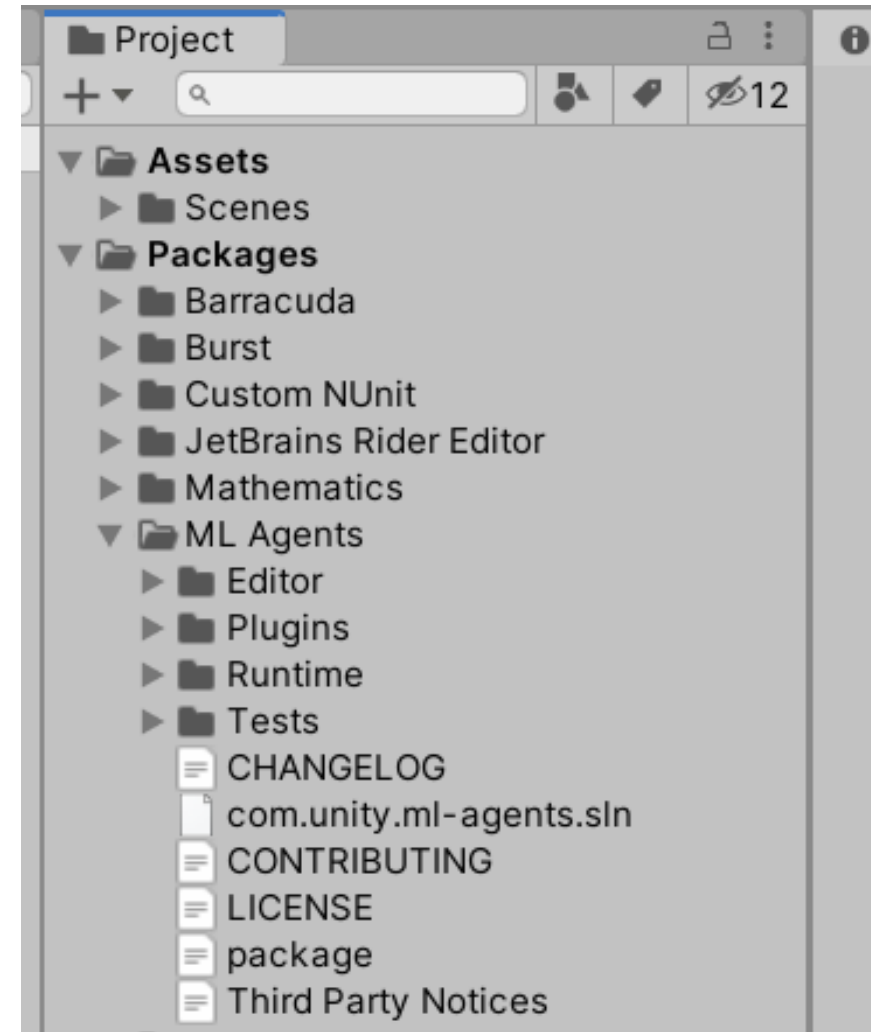 Project
12
Assets
Scenes
Packages
Barracuda
Burst
Custom NUnit
JetBrains Rider Editor
Mathematics
ML Agents
Editor
Plugins
Runtime
Tests
CHANGELOG
com.unity.ml-agents.sln
CONTRIBUTING
LICENSE
package
Third Party Notices